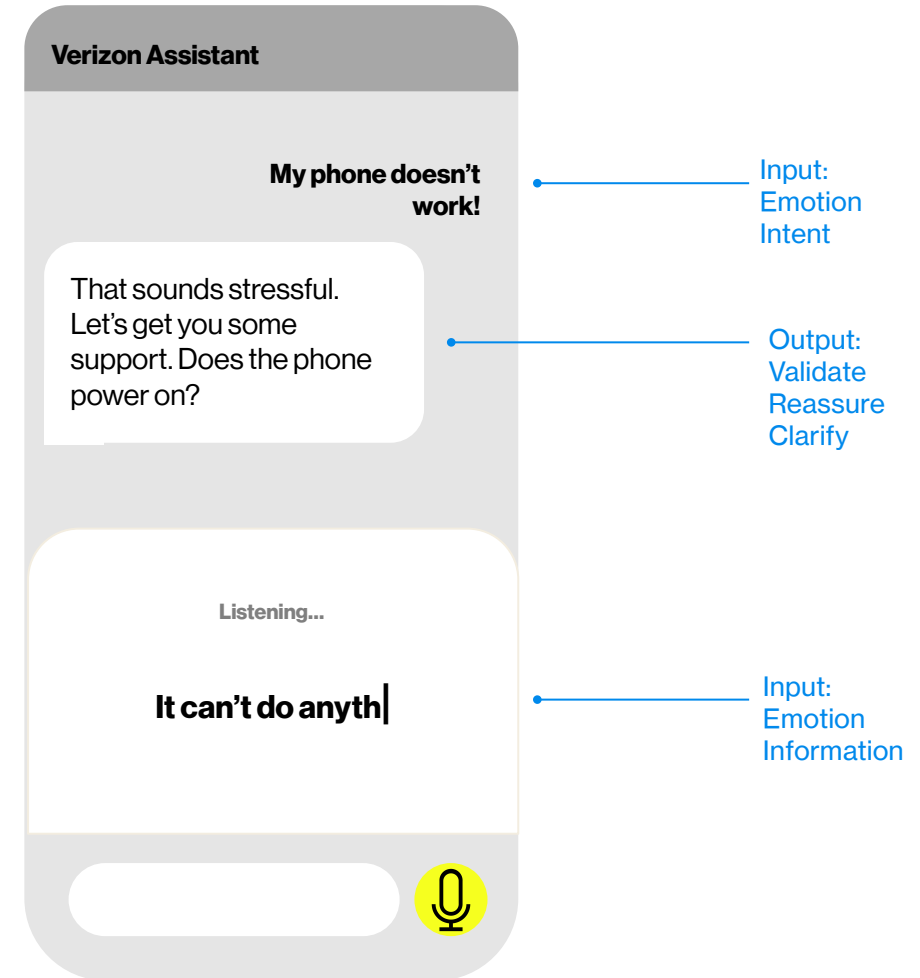 Verizon Assistant
My phone doesn’t
work!
Input:
Emotion
Intent
That sounds stressful.
Let’s get you some
support. Does the phone
power on?
Output:
Validate
Reassure
Clarify
Listening...
It can’t do anyth
Input:
Emotion
Information